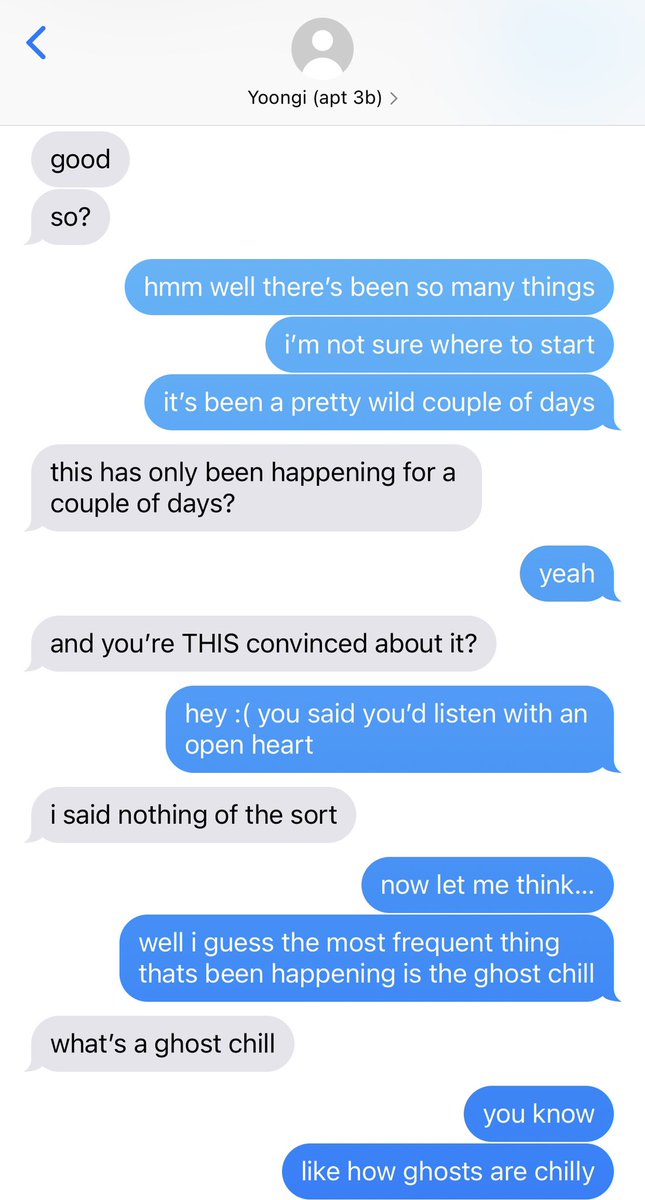 Yoongi (apt 3b) >
good
so?
hmm well there’s been so many things
i’m not sure where to start
it’s been a pretty wild couple of days
this has only been happening for a
couple of days?
yeah
and you’re THIS convinced about it?
hey :( you said you’d listen with an
open heart
i said nothing of the sort
now let me think...
well i guess the most frequent thing
thats been happening is the ghost chill
what’s a ghost chill
you know
like how ghosts are chilly